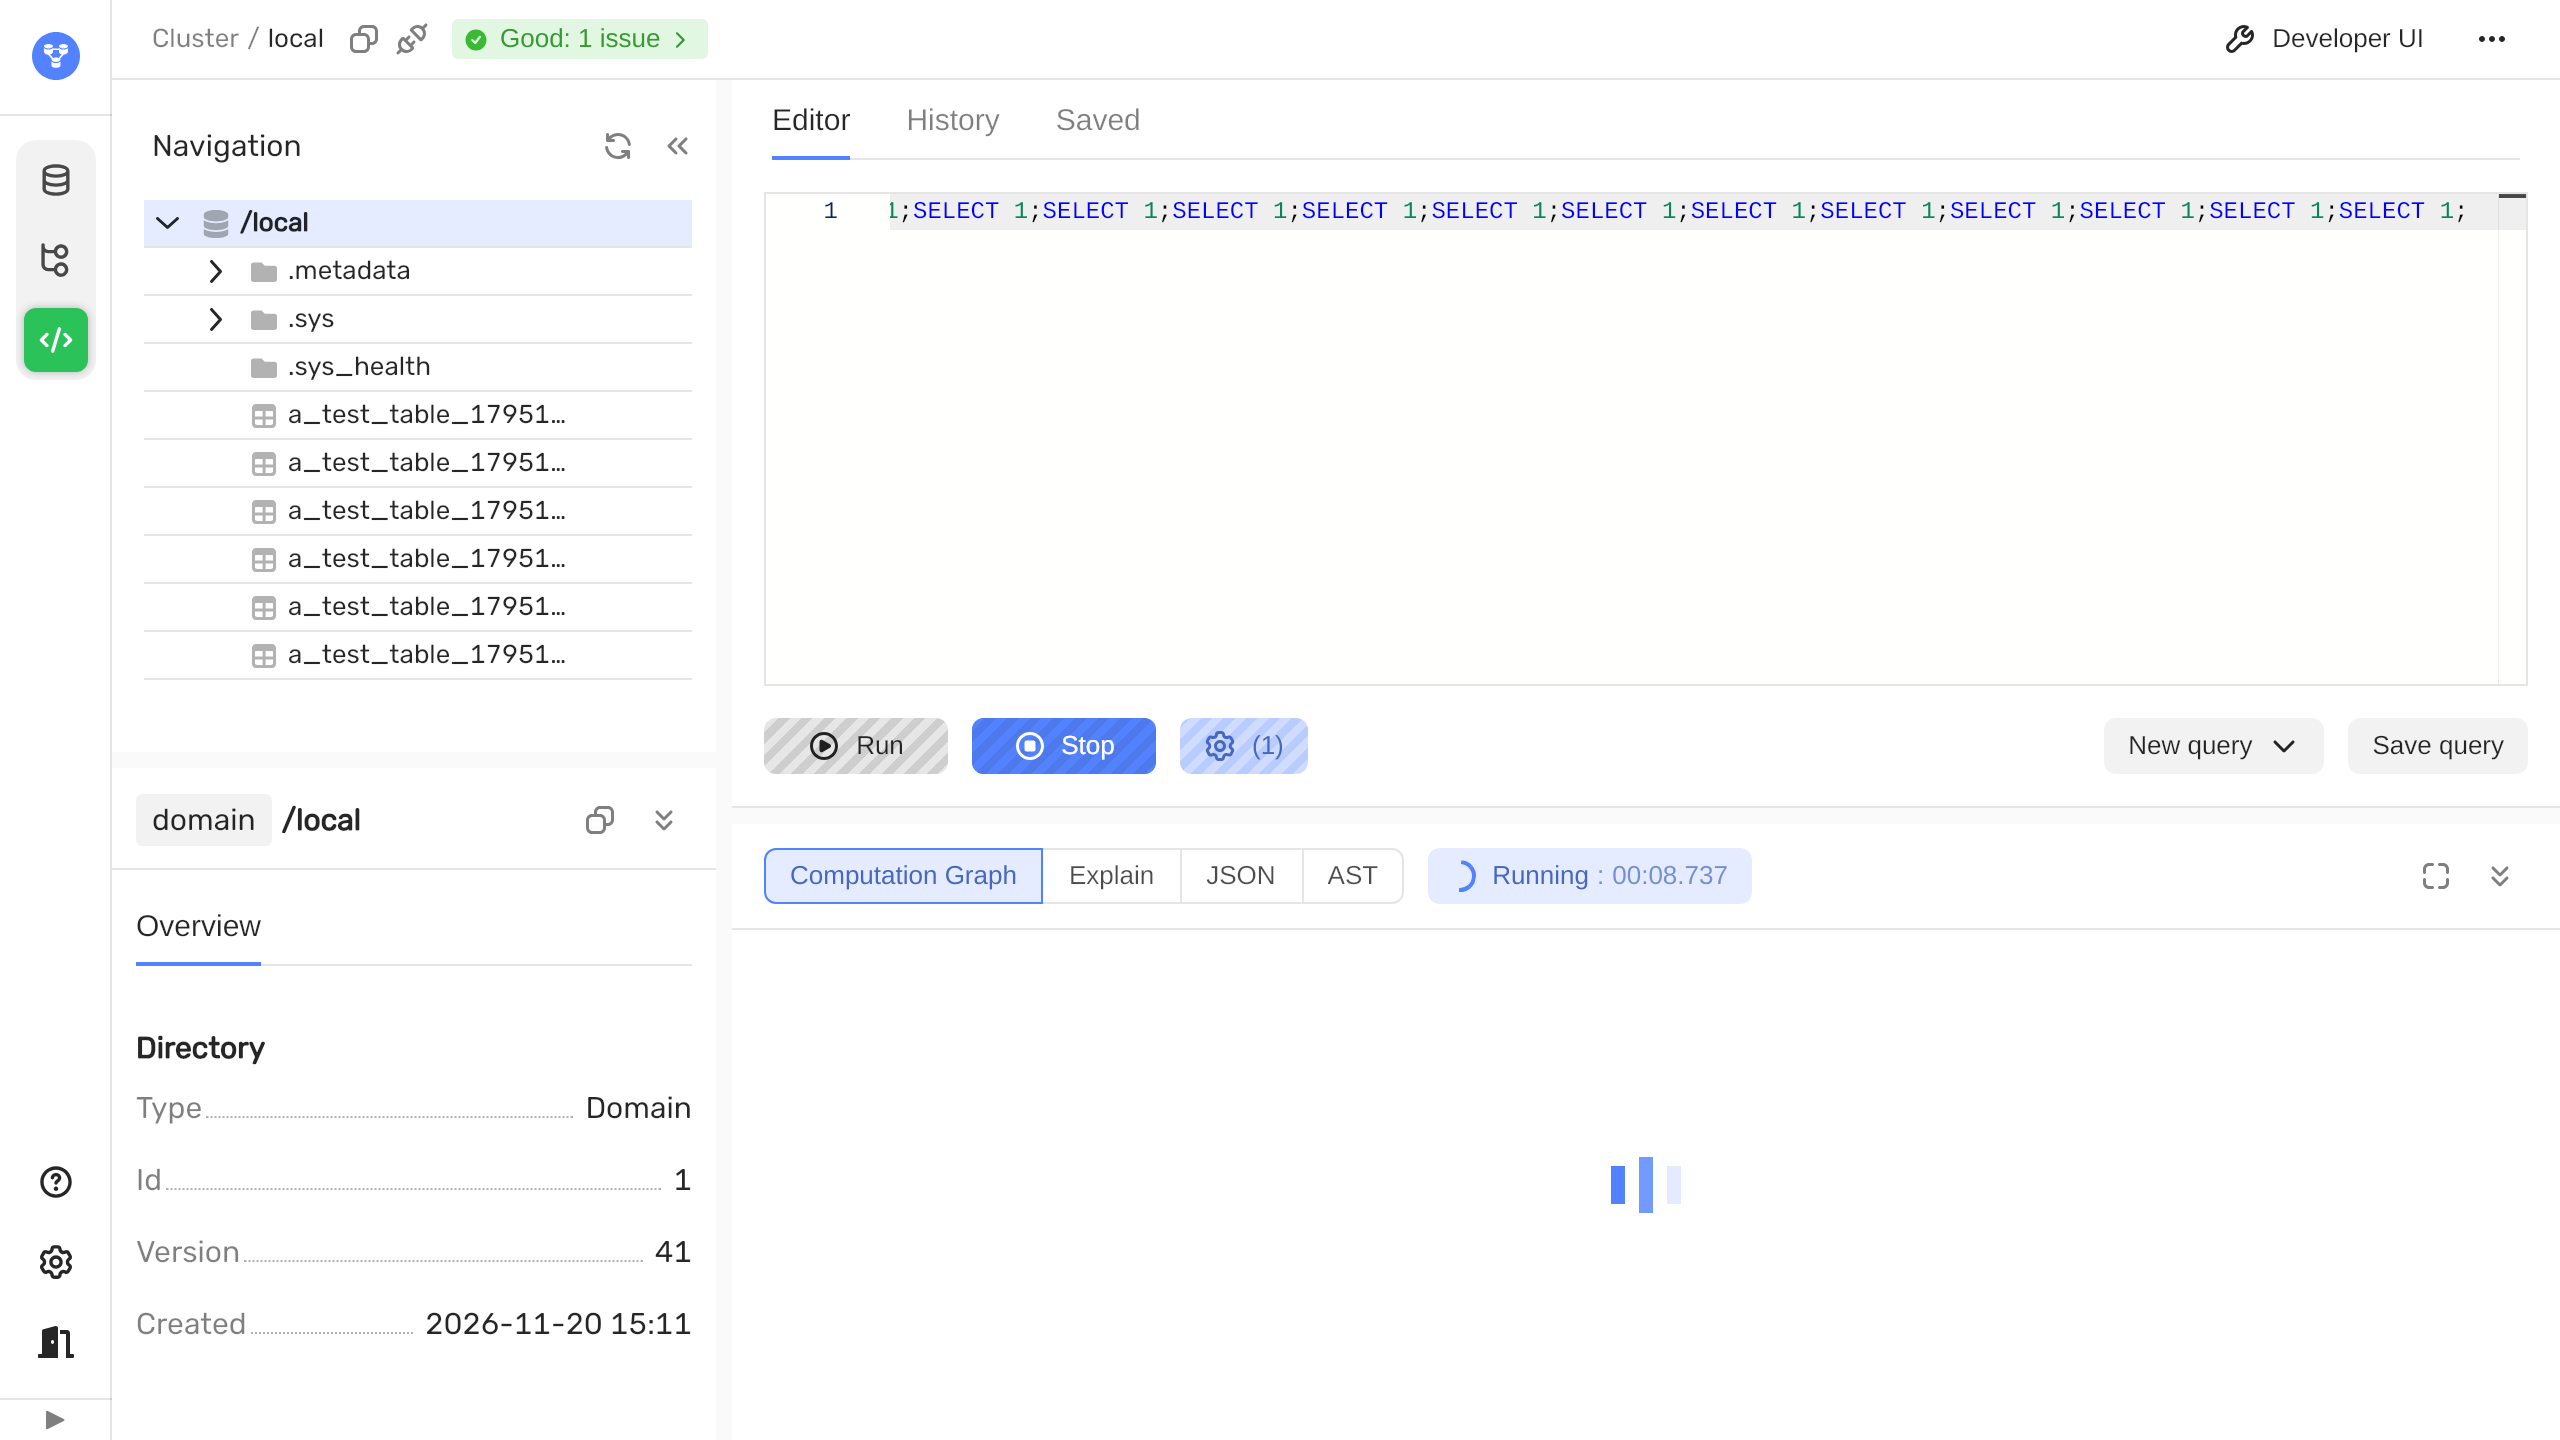 Cluster / local
Good: 1 issue
Developer UI
Navigation
/local
.metadata
.sys
.sys_health
a_test_table_17951…
a_test_table_17951…
a_test_table_17951…
a_test_table_17951…
a_test_table_17951…
a_test_table_17951…
domain /local
Overview
Directory
Type Domain
Id 1
Version 41
Created 2026-11-20 15:11
Editor History Saved
1 1;SELECT 1;SELECT 1;SELECT 1;SELECT 1;SELECT 1;SELECT 1;SELECT 1;SELECT 1;SELECT 1;SELECT 1;SELECT 1;SELECT 1;
Run Stop (1) New query Save query
Computation Graph Explain JSON AST Running : 00:08.737